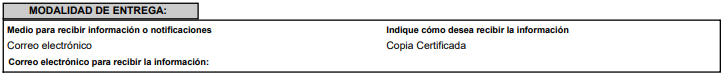 MODALIDAD DE ENTREGA:
Medio para recibir información o notificaciones
Indique cómo desea recibir la información
Correo electrónico
Copia Certificada
Correo electrónico para recibir la información: